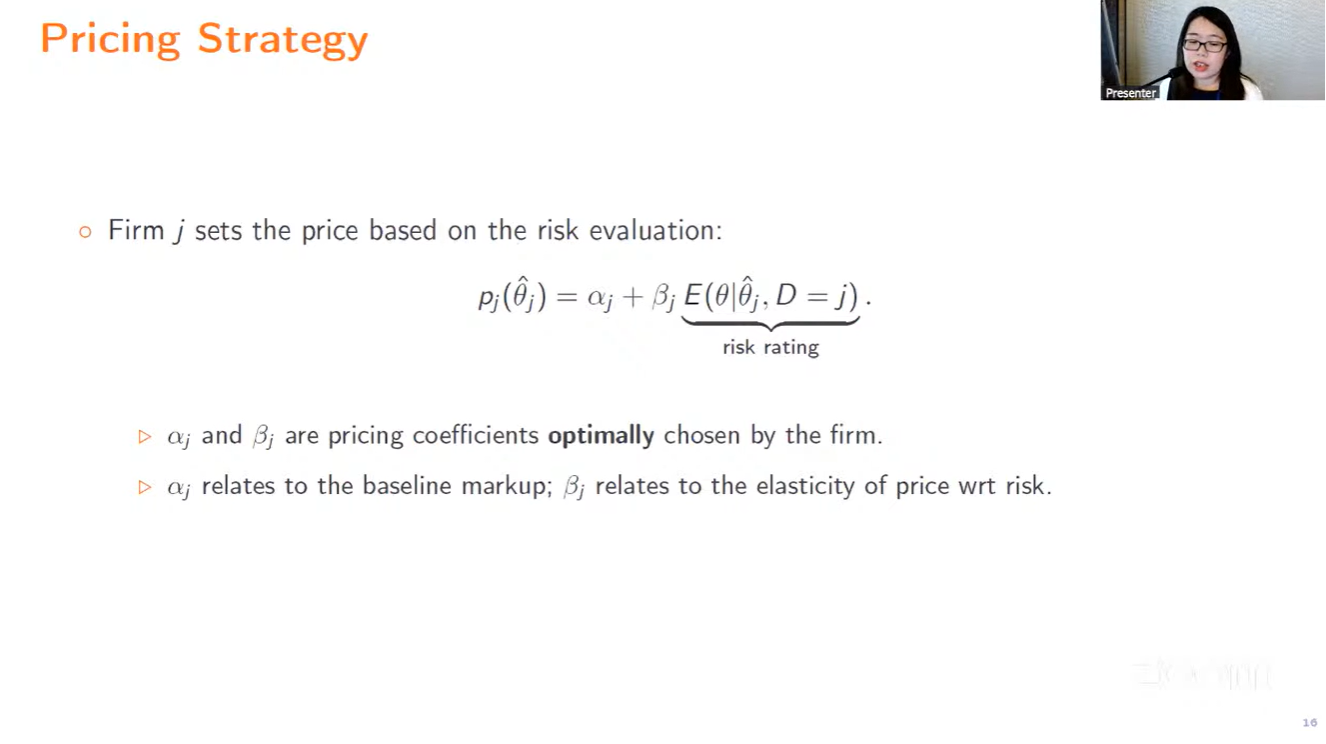 Pricing Strategy
Presenter
○ Firm j sets the price based on the risk evaluation:
pⱼ(θ̂ⱼ) = αⱼ + βⱼ E(θ|θ̂ⱼ, D = j) .
risk rating
▷ αⱼ and βⱼ are pricing coefficients optimally chosen by the firm.
▷ αⱼ relates to the baseline markup; βⱼ relates to the elasticity of price wrt risk.
16